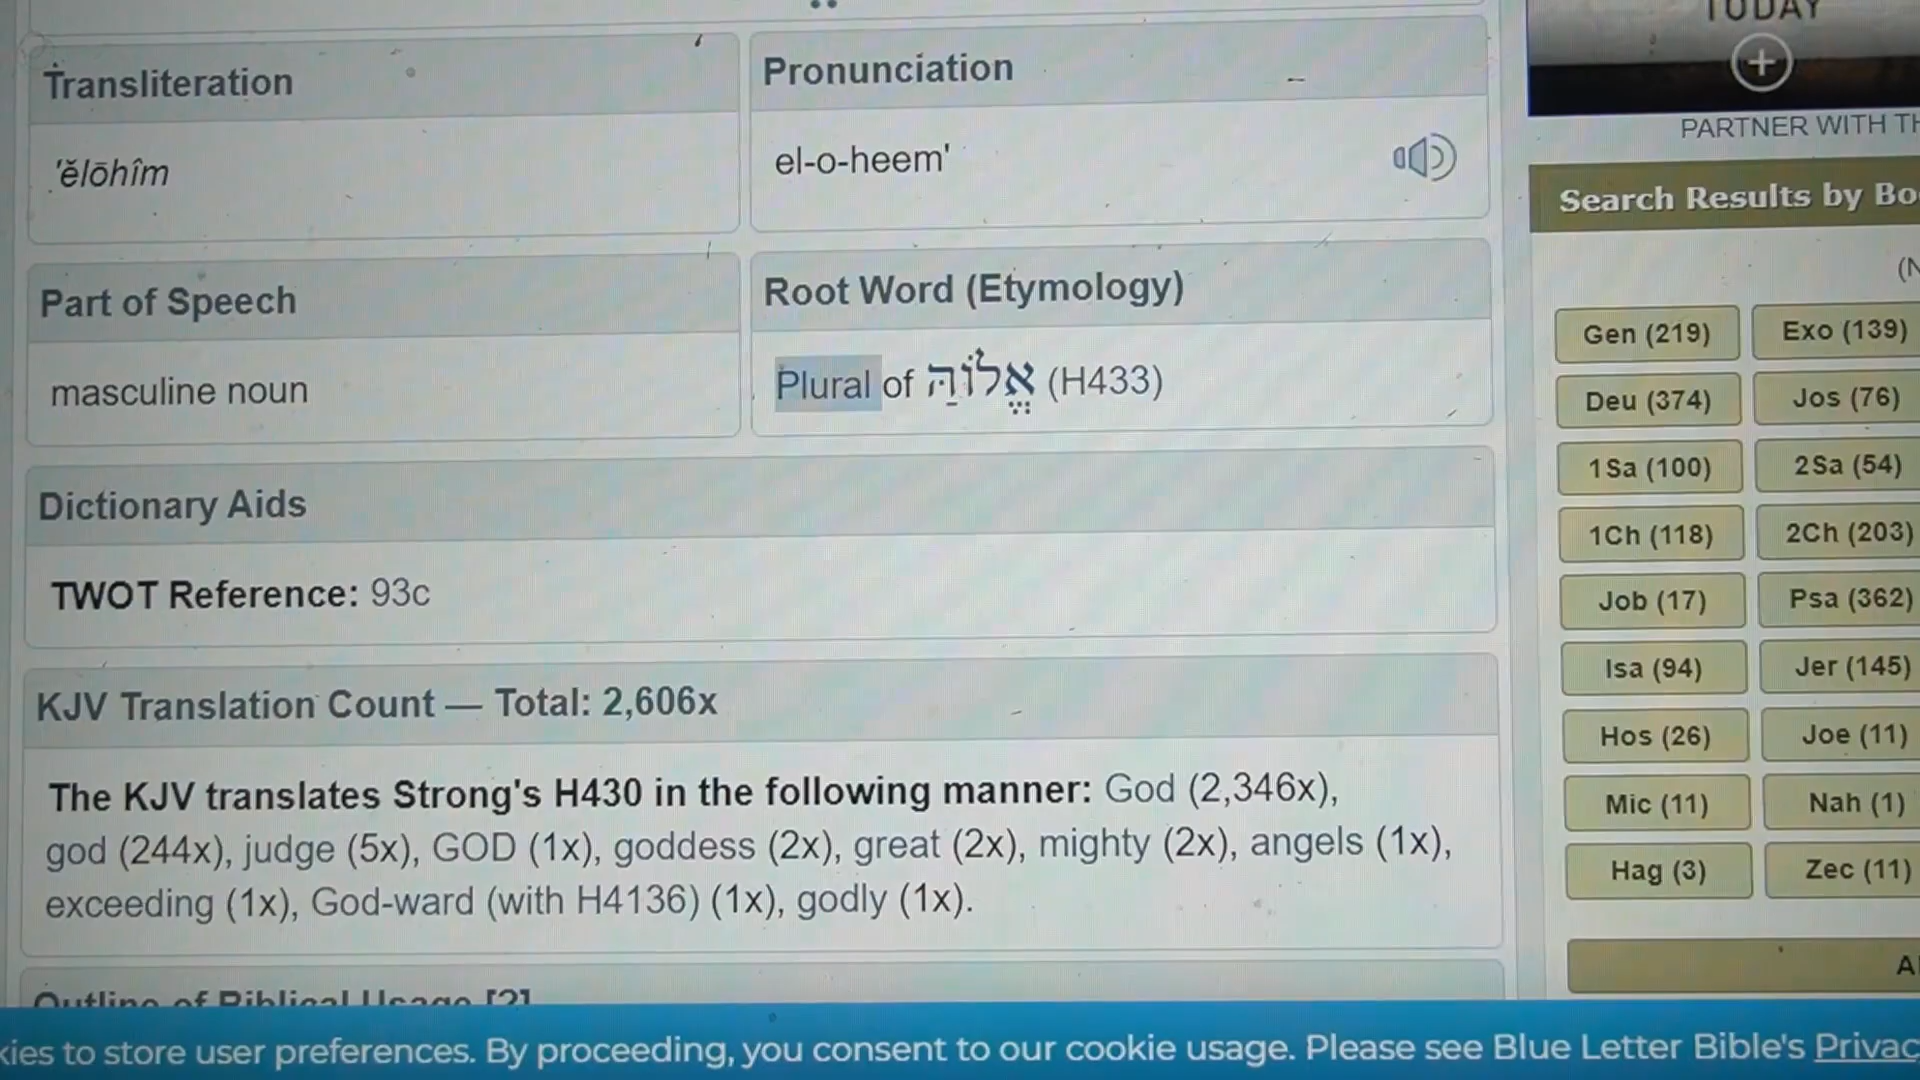 TODAY
Transliteration
Pronunciation
'ĕlōhîm
el-o-heem'
PARTNER WITH
Search Results by
Part of Speech
Root Word (Etymology)
masculine noun
Plural of אֱלוֹהַּ (H433)
Gen (219) Exo (139)
Deu (374) Jos (76)
1Sa (100) 2Sa (54)
1Ch (118) 2Ch (203)
Job (17) Psa (362)
Isa (94) Jer (145)
Hos (26) Joe (11)
Mic (11) Nah (1)
Hag (3) Zec (11)
Dictionary Aids
TWOT Reference: 93c
KJV Translation Count — Total: 2,606x
The KJV translates Strong's H430 in the following manner: God (2,346x),
god (244x), judge (5x), GOD (1x), goddess (2x), great (2x), mighty (2x), angels (1x),
exceeding (1x), God-ward (with H4136) (1x), godly (1x).
Outline of Biblical Usage [?]
kies to store user preferences. By proceeding, you consent to our cookie usage. Please see Blue Letter Bible's Privac